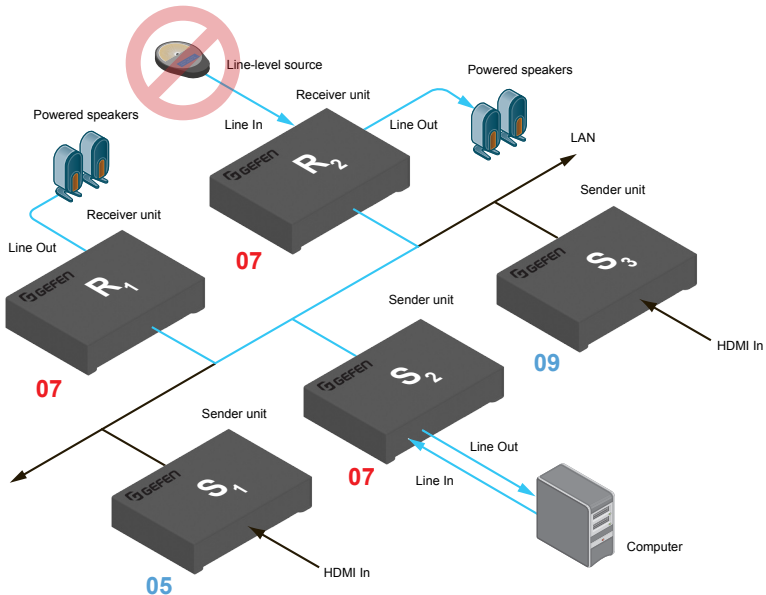 Line-level source
Powered speakers
Receiver unit
Powered speakers
Line In
Line Out
LAN
GEFEN
R2
Sender unit
Receiver unit
Line Out
07
GEFEN
S3
GEFEN
R1
Sender unit
HDMI In
09
07
GEFEN
S2
Sender unit
Line Out
07
Line In
GEFEN
S1
Computer
HDMI In
05